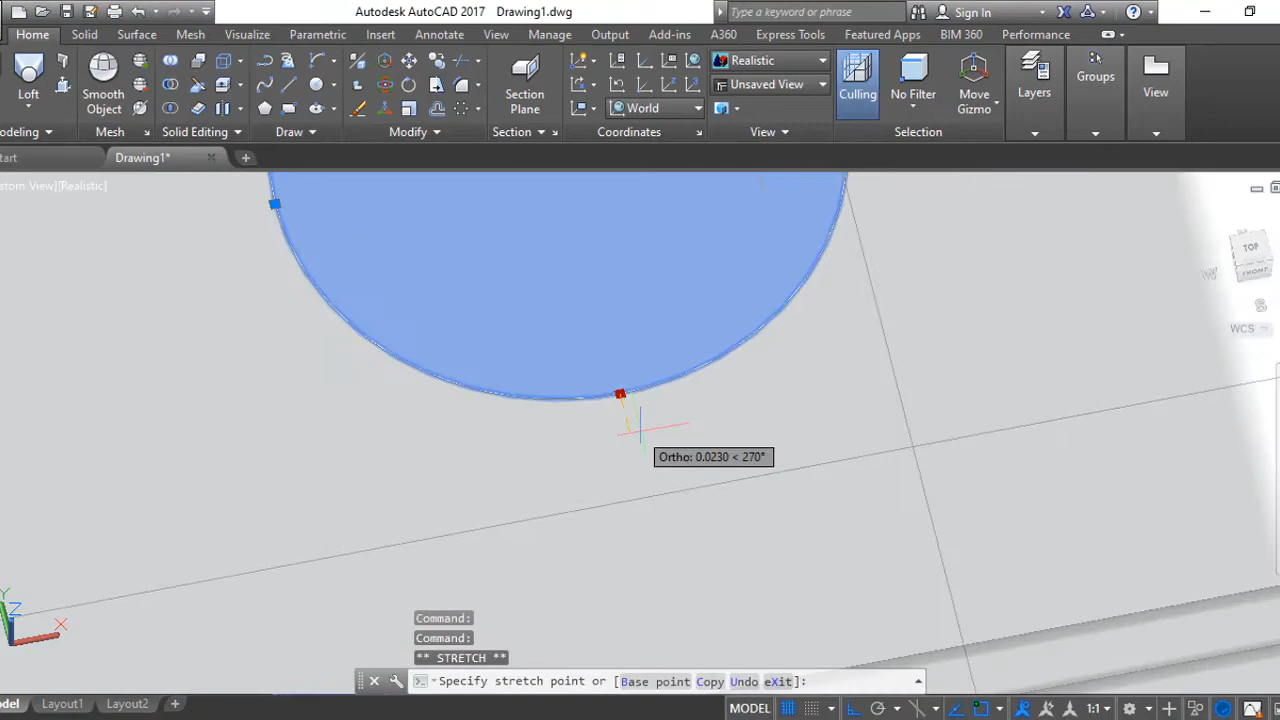 Autodesk AutoCAD 2017 Drawing1.dwg
Type a keyword or phrase
Sign In
Home Solid Surface Mesh Visualize Parametric Insert Annotate View Manage Output Add-ins A360 Express Tools Featured Apps BIM 360 Performance
Loft
Smooth Object
Section Plane
World
Realistic
Unsaved View
Culling
No Filter
Move Gizmo
Layers
Groups
View
odeling Mesh Solid Editing Draw Modify Section Coordinates View Selection
tart Drawing1*
stom View][Realistic]
TOP
FRONT
W
S
WCS
Ortho: 0.0230 < 270°
Y
Z
X
Command:
Command:
** STRETCH **
Specify stretch point or [Base point Copy Undo eXit]:
odel Layout1 Layout2
MODEL
1:1